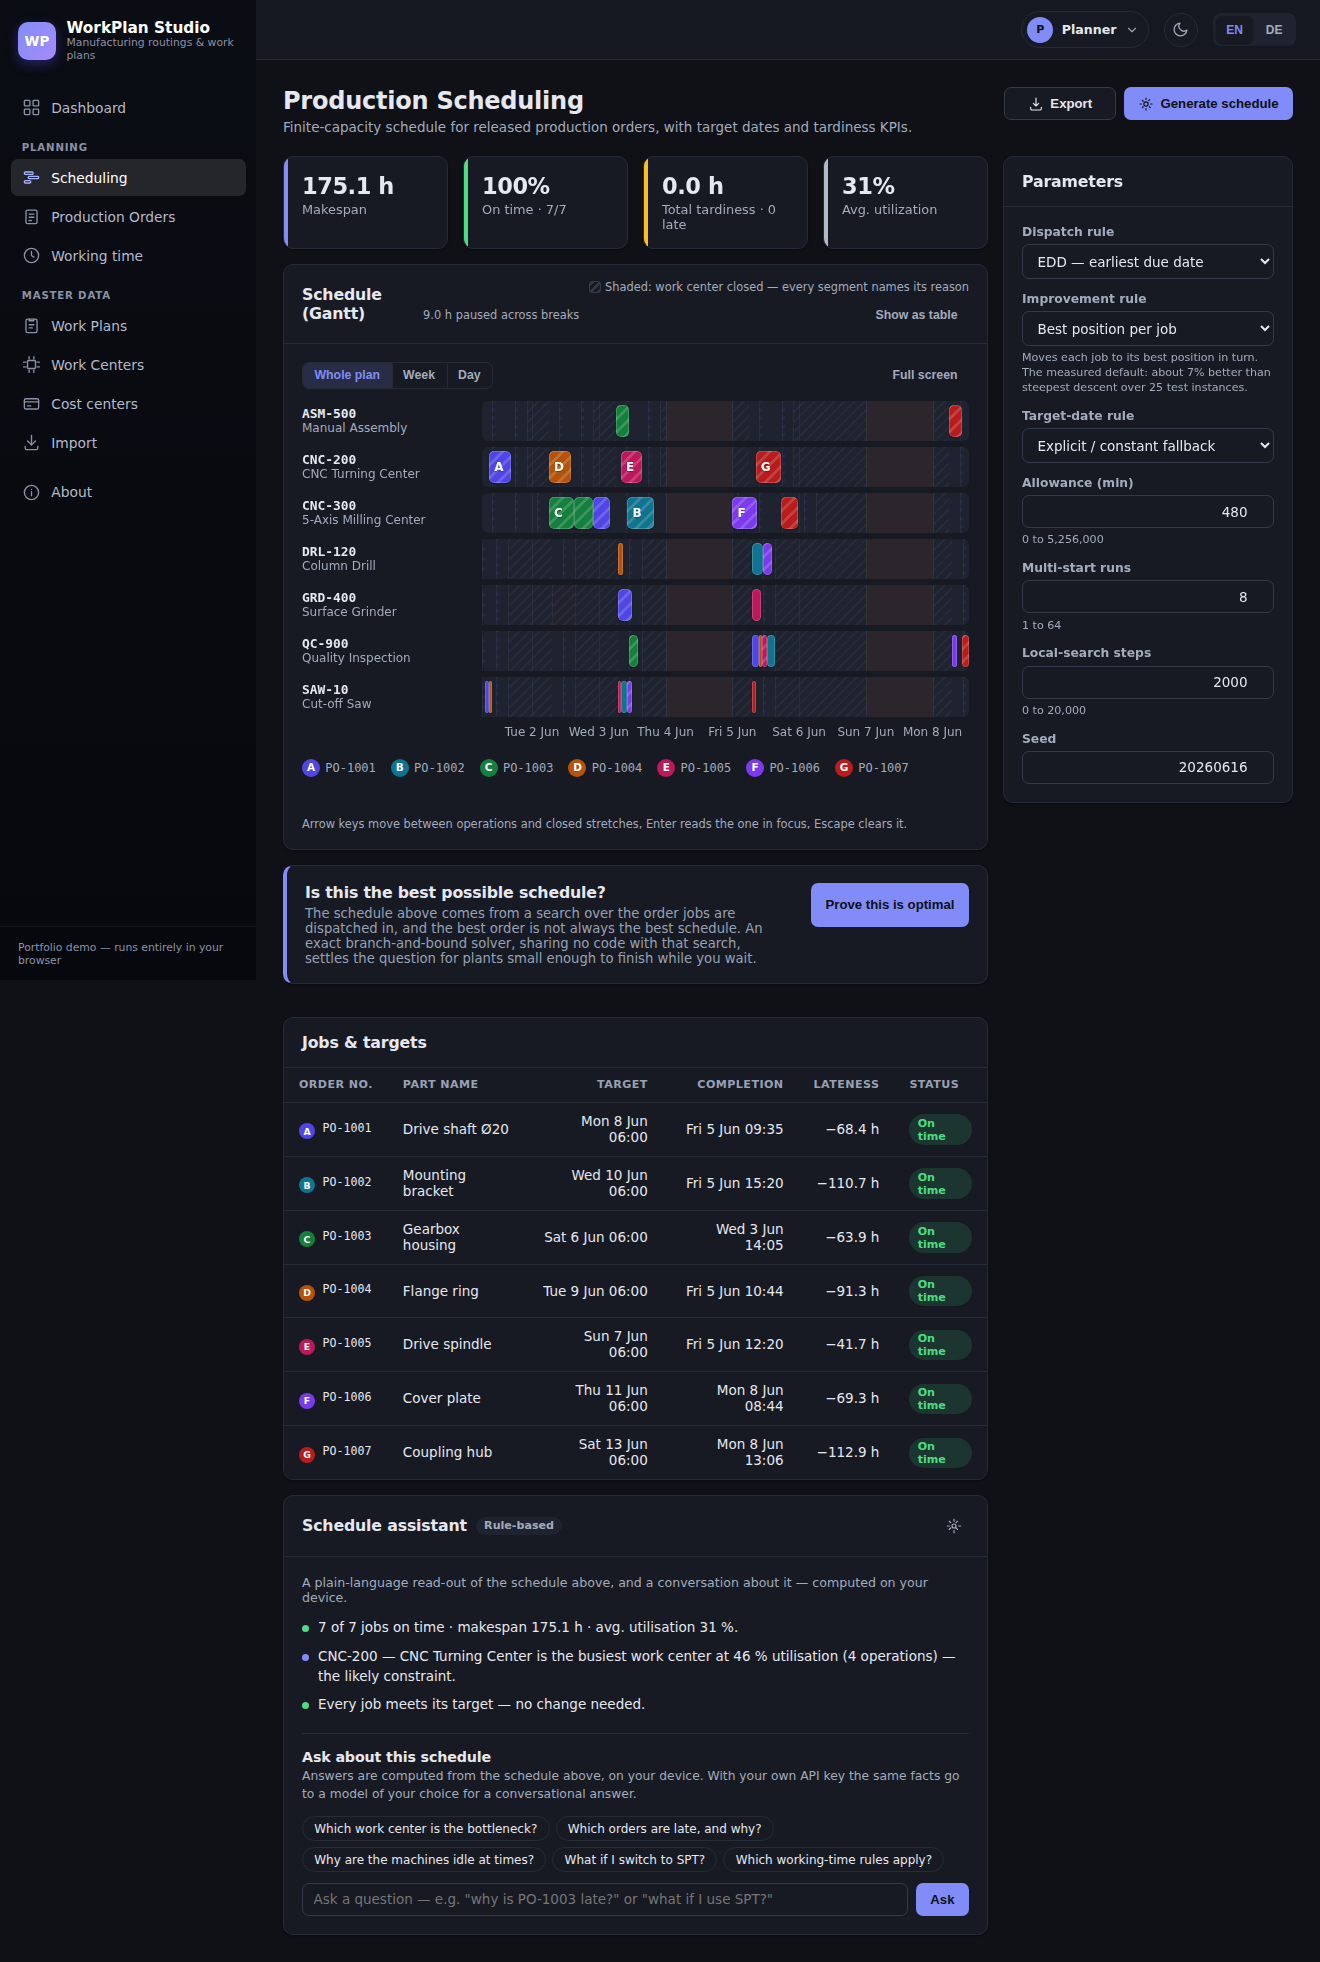 WP
WorkPlan Studio
Manufacturing routings & work
plans
Dashboard
PLANNING
Scheduling
Production Orders
Working time
MASTER DATA
Work Plans
Work Centers
Cost centers
Import
About
Portfolio demo — runs entirely in your
browser
P
Planner
EN
DE
Production Scheduling
Finite-capacity schedule for released production orders, with target dates and tardiness KPIs.
Export
Generate schedule
175.1 h
Makespan
100%
On time · 7/7
0.0 h
Total tardiness · 0
late
31%
Avg. utilization
Schedule
(Gantt)
9.0 h paused across breaks
Shaded: work center closed — every segment names its reason
Show as table
Whole plan
Week
Day
Full screen
ASM-500
Manual Assembly
CNC-200
CNC Turning Center
A
D
E
G
CNC-300
5-Axis Milling Center
C
B
F
DRL-120
Column Drill
GRD-400
Surface Grinder
QC-900
Quality Inspection
SAW-10
Cut-off Saw
Tue 2 Jun
Wed 3 Jun
Thu 4 Jun
Fri 5 Jun
Sat 6 Jun
Sun 7 Jun
Mon 8 Jun
A PO-1001
B PO-1002
C PO-1003
D PO-1004
E PO-1005
F PO-1006
G PO-1007
Arrow keys move between operations and closed stretches, Enter reads the one in focus, Escape clears it.
Is this the best possible schedule?
The schedule above comes from a search over the order jobs are
dispatched in, and the best order is not always the best schedule. An
exact branch-and-bound solver, sharing no code with that search,
settles the question for plants small enough to finish while you wait.
Prove this is optimal
Jobs & targets
ORDER NO. PART NAME TARGET COMPLETION LATENESS STATUS
A PO-1001 Drive shaft Ø20 Mon 8 Jun 06:00 Fri 5 Jun 09:35 −68.4 h On time
B PO-1002 Mounting bracket Wed 10 Jun 06:00 Fri 5 Jun 15:20 −110.7 h On time
C PO-1003 Gearbox housing Sat 6 Jun 06:00 Wed 3 Jun 14:05 −63.9 h On time
D PO-1004 Flange ring Tue 9 Jun 06:00 Fri 5 Jun 10:44 −91.3 h On time
E PO-1005 Drive spindle Sun 7 Jun 06:00 Fri 5 Jun 12:20 −41.7 h On time
F PO-1006 Cover plate Thu 11 Jun 06:00 Mon 8 Jun 08:44 −69.3 h On time
G PO-1007 Coupling hub Sat 13 Jun 06:00 Mon 8 Jun 13:06 −112.9 h On time
Schedule assistant
Rule-based
A plain-language read-out of the schedule above, and a conversation about it — computed on your
device.
7 of 7 jobs on time · makespan 175.1 h · avg. utilisation 31 %.
CNC-200 — CNC Turning Center is the busiest work center at 46 % utilisation (4 operations) —
the likely constraint.
Every job meets its target — no change needed.
Ask about this schedule
Answers are computed from the schedule above, on your device. With your own API key the same facts go
to a model of your choice for a conversational answer.
Which work center is the bottleneck?
Which orders are late, and why?
Why are the machines idle at times?
What if I switch to SPT?
Which working-time rules apply?
Ask a question — e.g. "why is PO-1003 late?" or "what if I use SPT?"
Ask
Parameters
Dispatch rule
EDD — earliest due date
Improvement rule
Best position per job
Moves each job to its best position in turn.
The measured default: about 7% better than
steepest descent over 25 test instances.
Target-date rule
Explicit / constant fallback
Allowance (min)
480
0 to 5,256,000
Multi-start runs
8
1 to 64
Local-search steps
2000
0 to 20,000
Seed
20260616